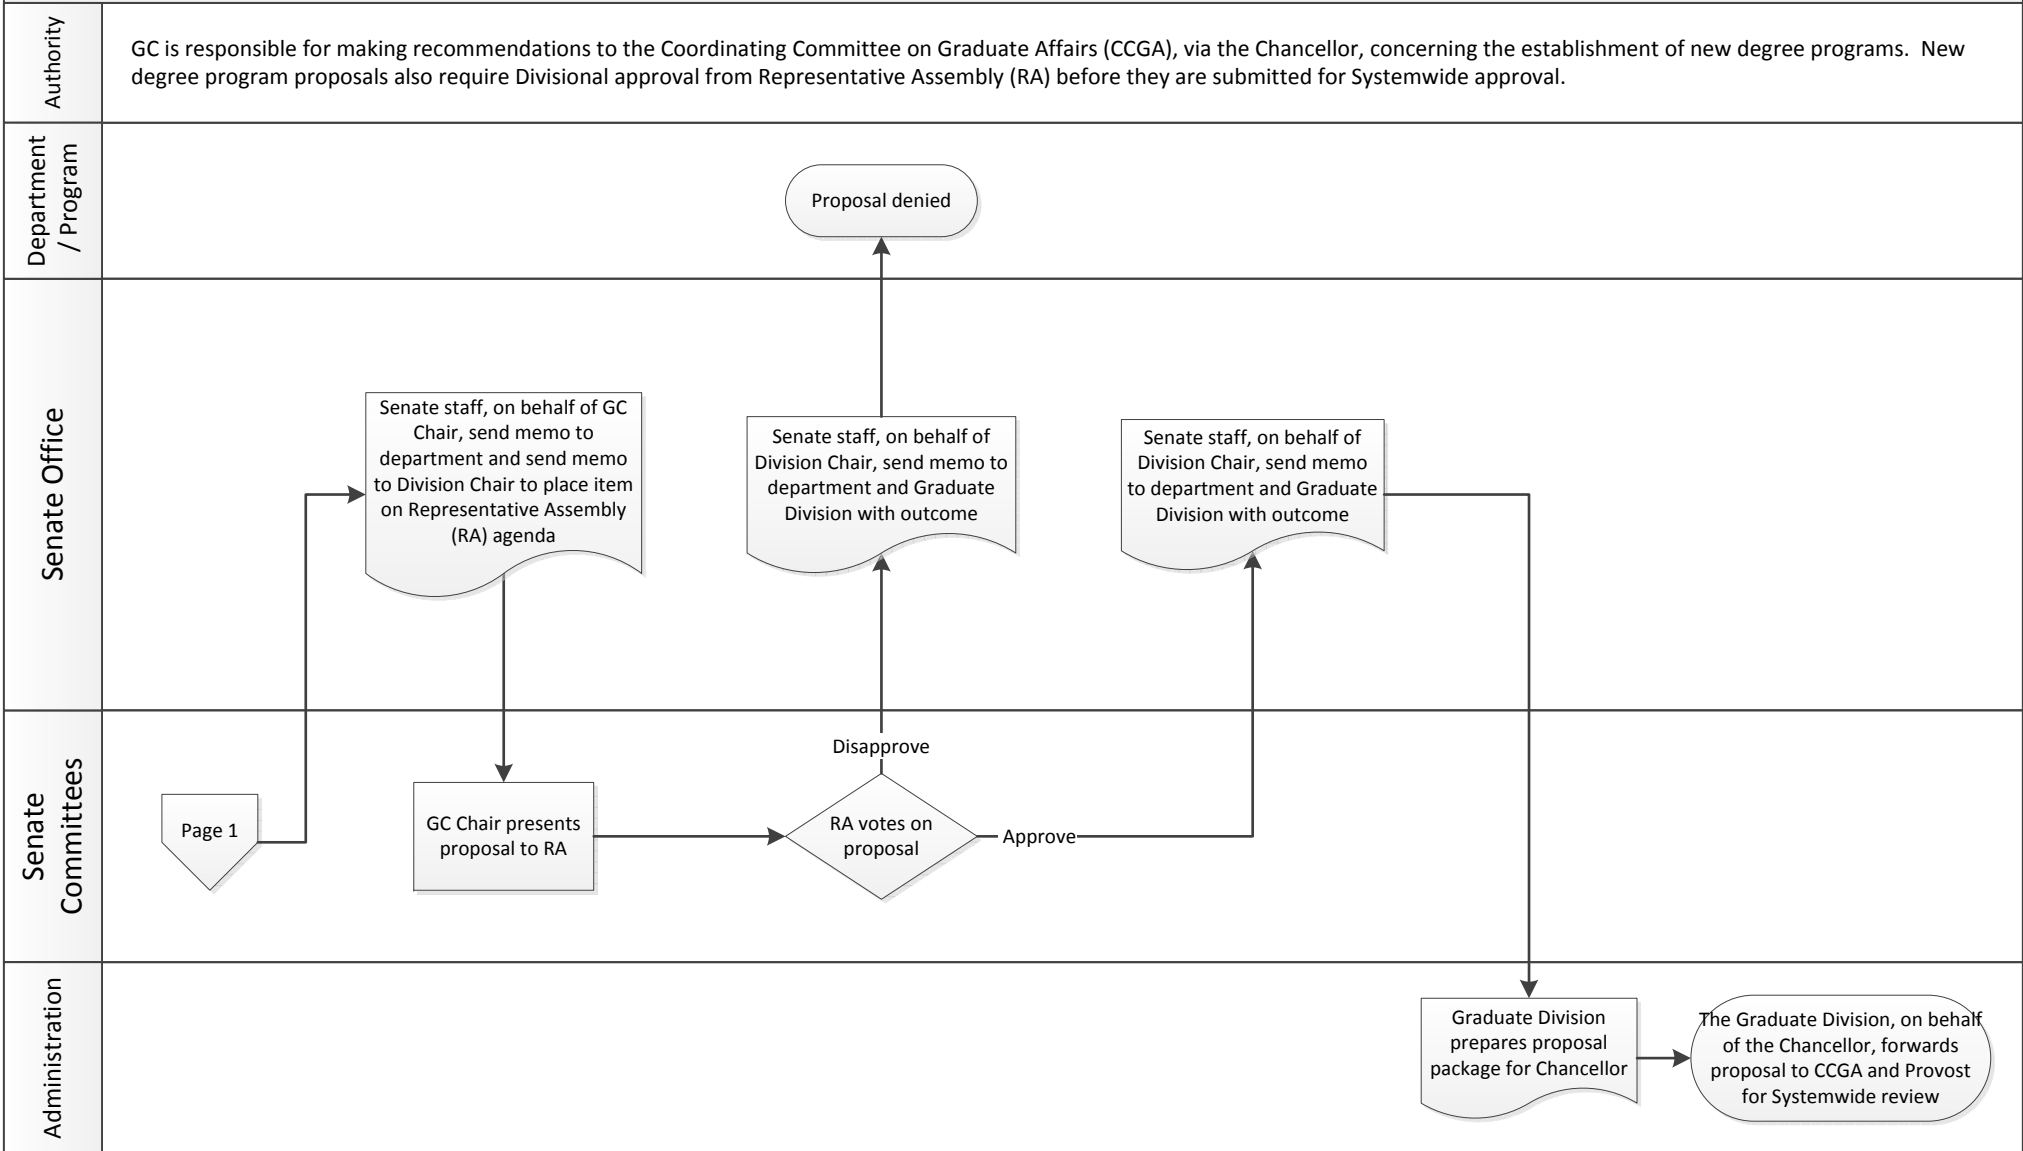 Authority
GC is responsible for making recommendations to the Coordinating Committee on Graduate Affairs (CCGA), via the Chancellor, concerning the establishment of new degree programs.  New
degree program proposals also require Divisional approval from Representative Assembly (RA) before they are submitted for Systemwide approval.
Department
/ Program
Proposal denied
Senate Office
Senate staff, on behalf of GC
Chair, send memo to
department and send memo
to Division Chair to place item
on Representative Assembly
(RA) agenda
Senate staff, on behalf of
Division Chair, send memo to
department and Graduate
Division with outcome
Senate staff, on behalf of
Division Chair, send memo
to department and Graduate
Division with outcome
Senate
Committees
Page 1
GC Chair presents
proposal to RA
Disapprove
RA votes on
proposal
Approve
Administration
Graduate Division
prepares proposal
package for Chancellor
The Graduate Division, on behalf
of the Chancellor, forwards
proposal to CCGA and Provost
for Systemwide review